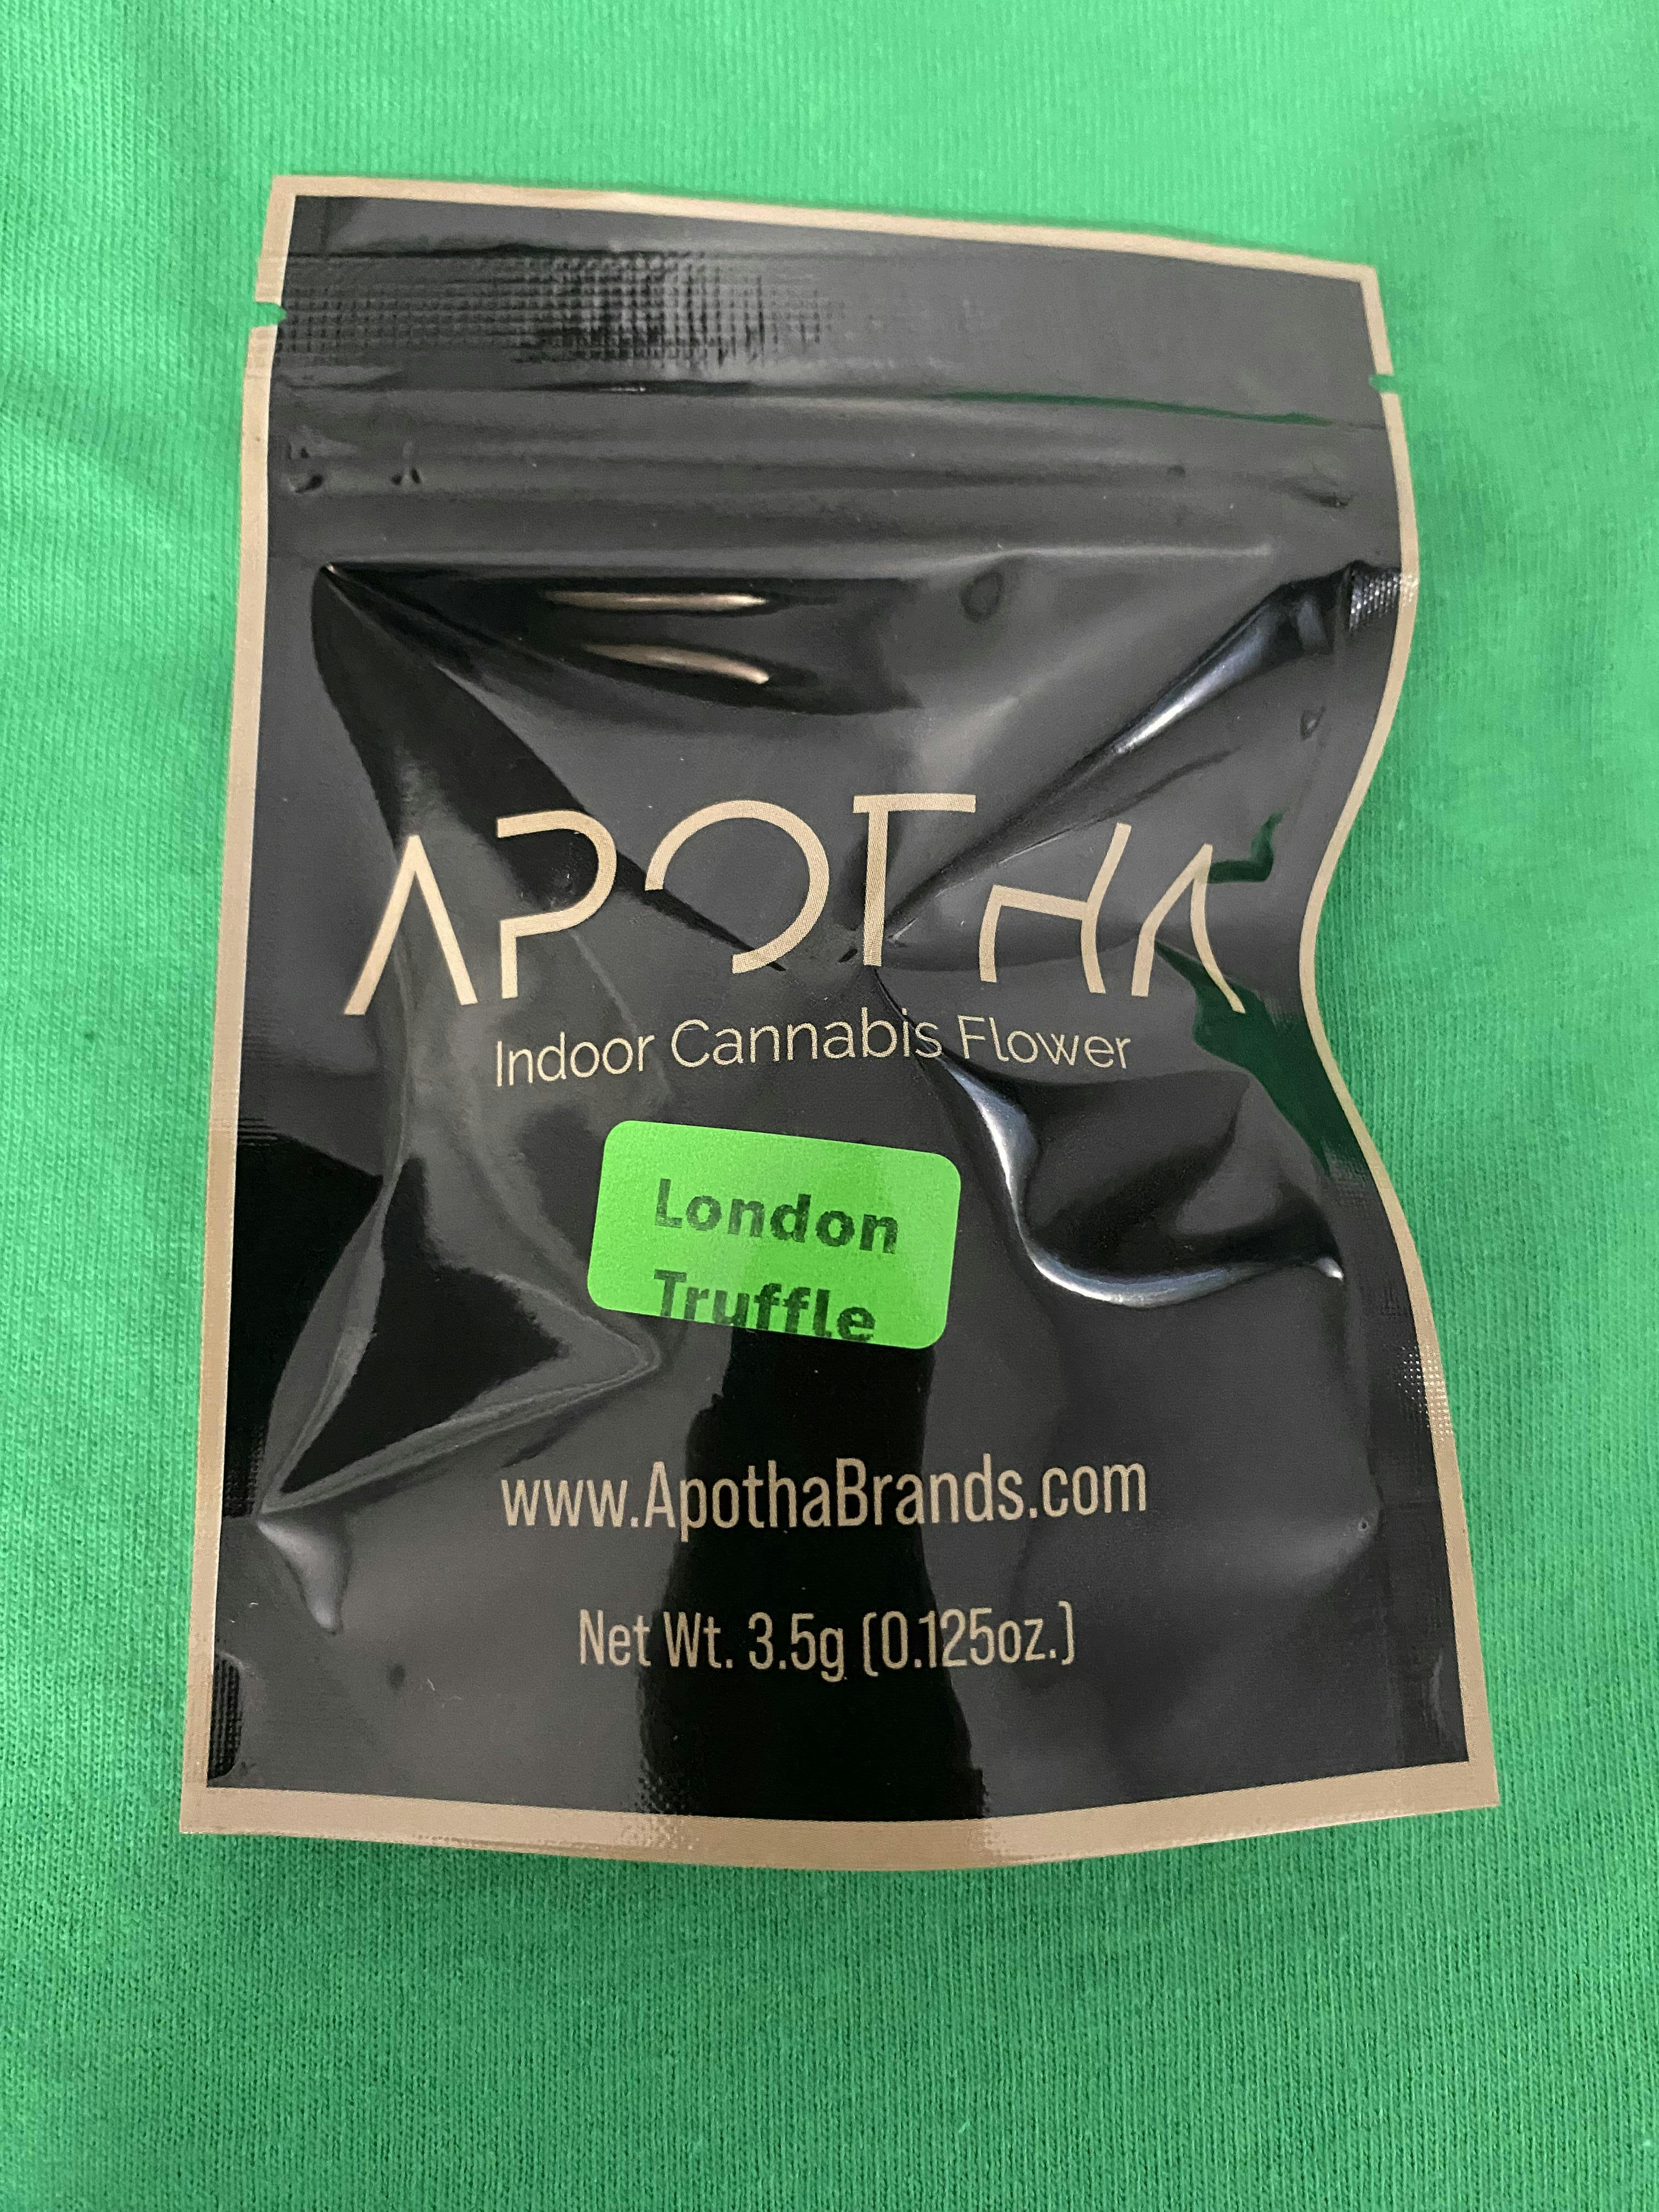 APOTHA
Indoor Cannabis Flower
London
Truffle
www.ApothaBrands.com
Net Wt. 3.5g (0.125oz.)